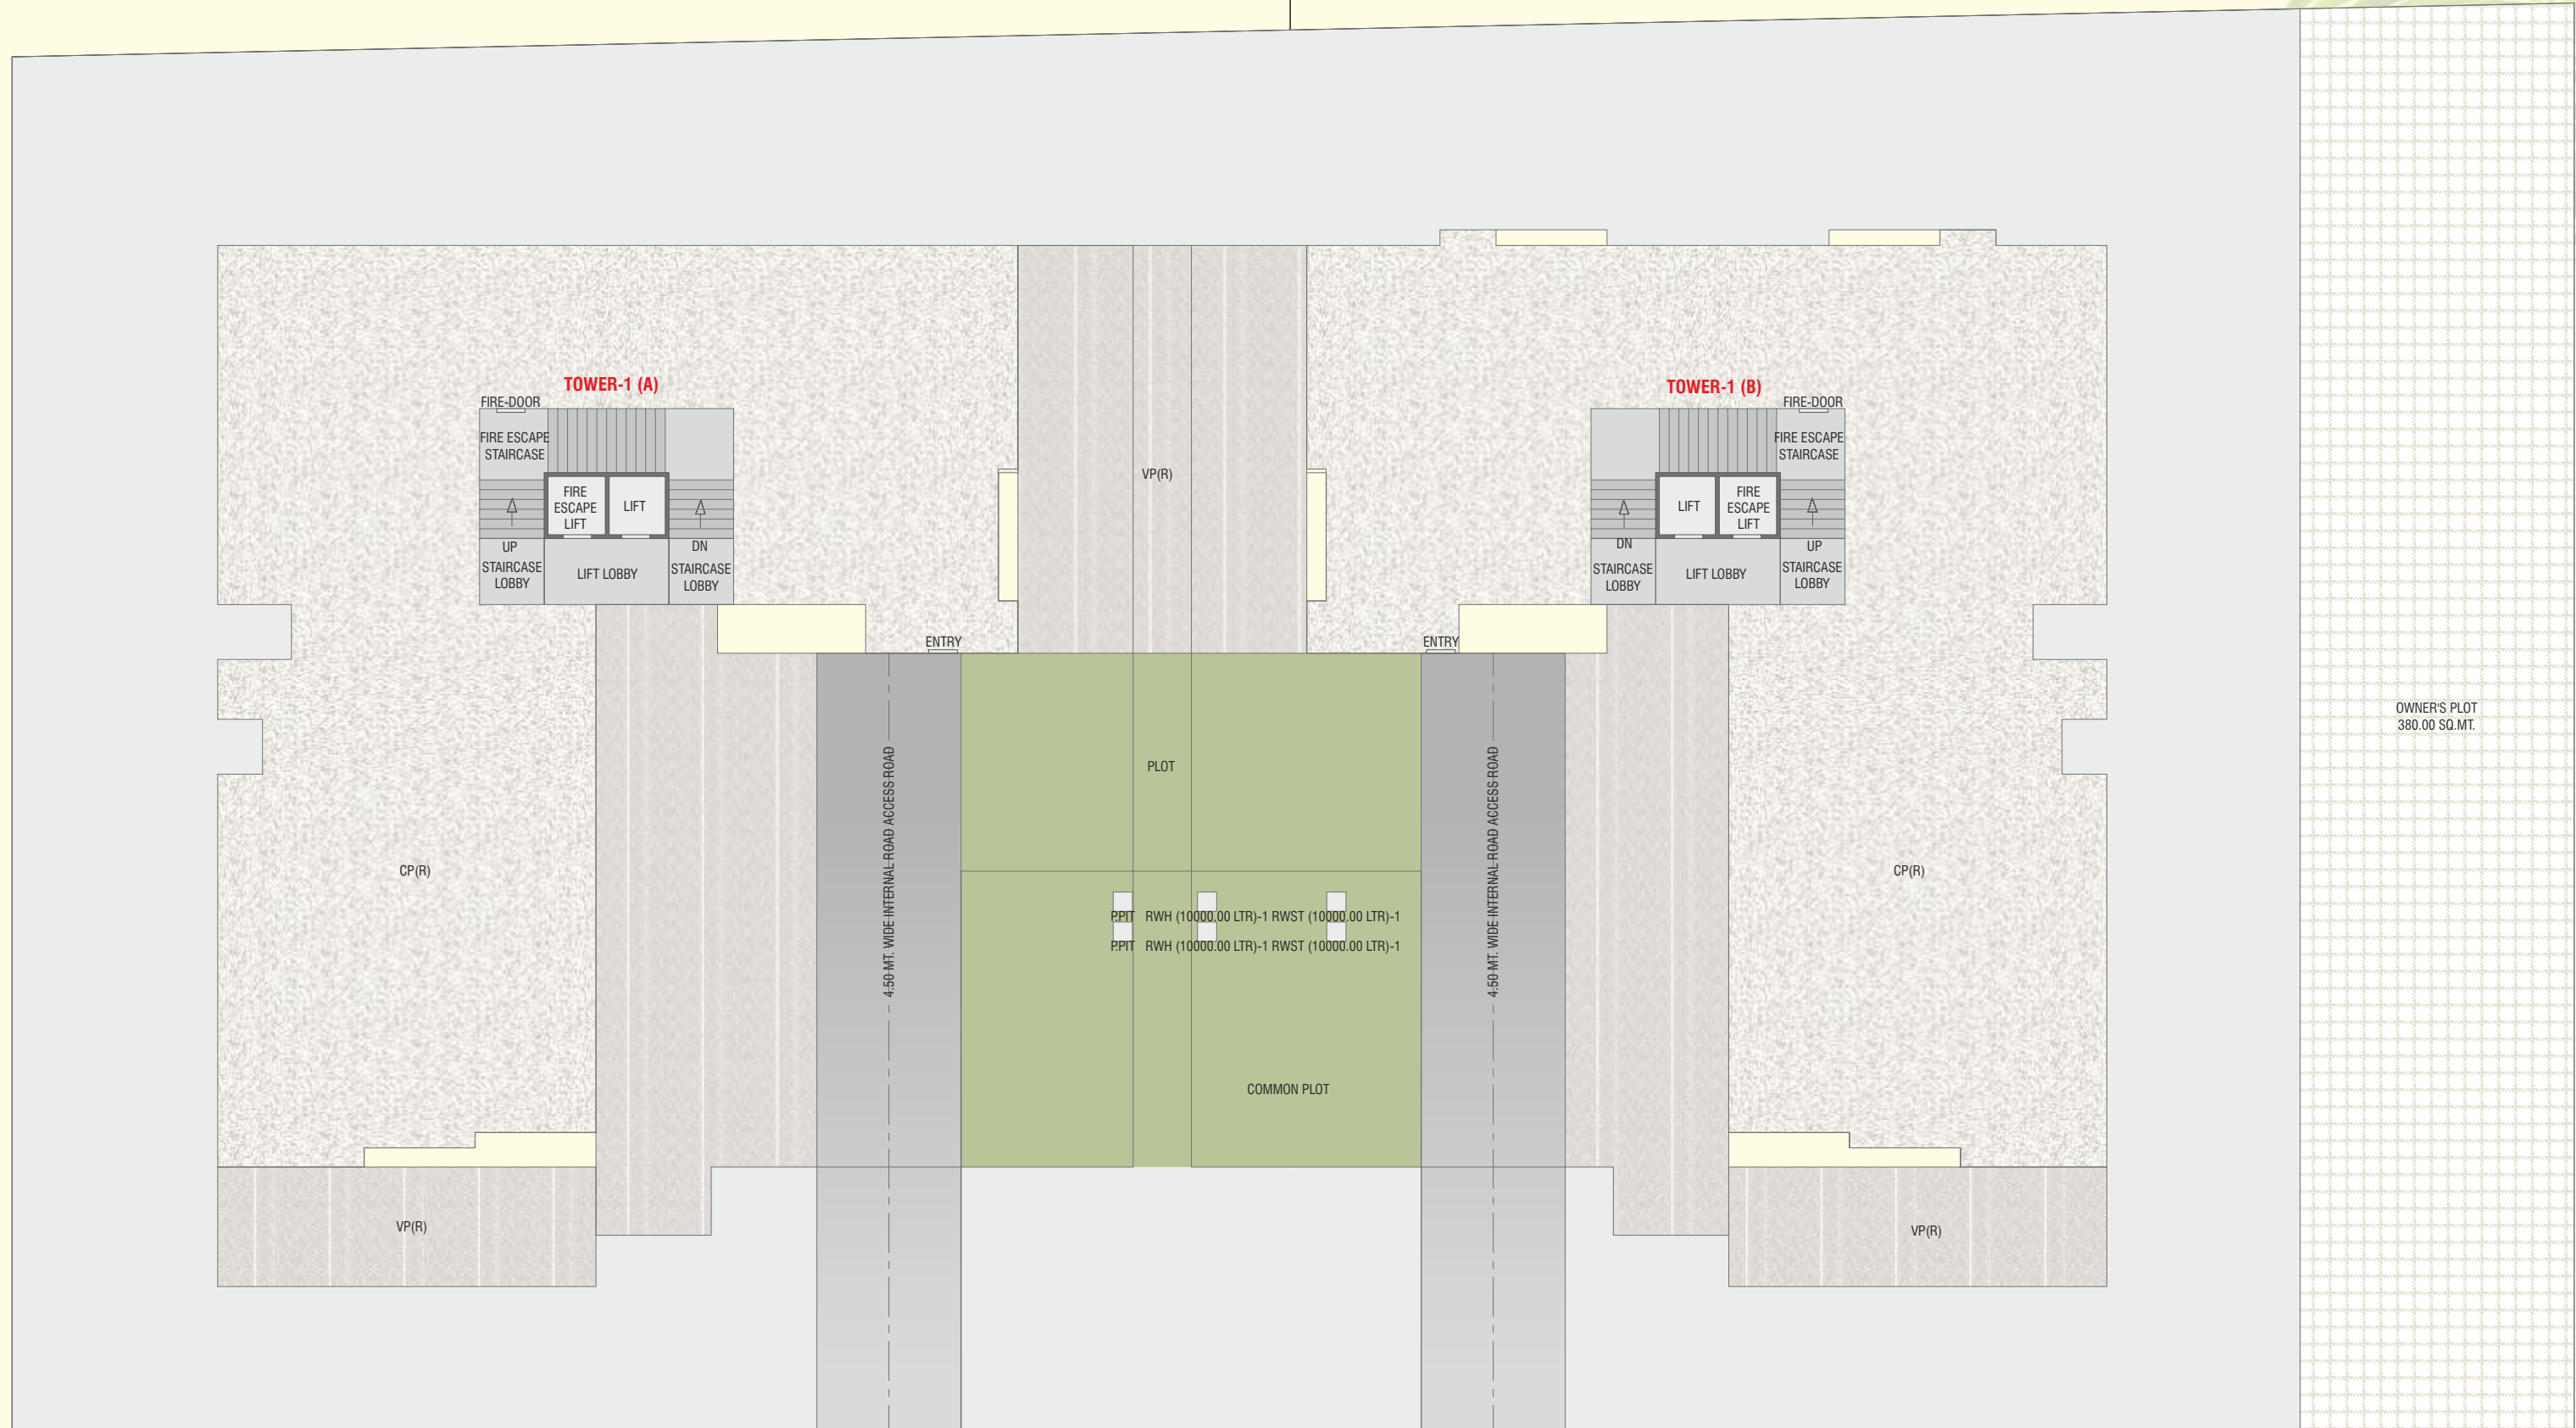 TOWER-1 (A)
FIRE-DOOR
FIRE ESCAPE
STAIRCASE
FIRE
ESCAPE
LIFT
LIFT
UP
STAIRCASE
LOBBY
LIFT LOBBY
DN
STAIRCASE
LOBBY
ENTRY
VP(R)
TOWER-1 (B)
FIRE-DOOR
FIRE ESCAPE
STAIRCASE
LIFT
FIRE
ESCAPE
LIFT
DN
STAIRCASE
LOBBY
LIFT LOBBY
UP
STAIRCASE
LOBBY
ENTRY
OWNER'S PLOT
380.00 SQ.MT.
PLOT
4:50 MT. WIDE INTERNAL ROAD ACCESS ROAD
4:50 MT. WIDE INTERNAL ROAD ACCESS ROAD
CP(R)
CP(R)
P.PIT RWH (10000.00 LTR)-1 RWST (10000.00 LTR)-1
P.PIT RWH (10000.00 LTR)-1 RWST (10000.00 LTR)-1
COMMON PLOT
VP(R)
VP(R)